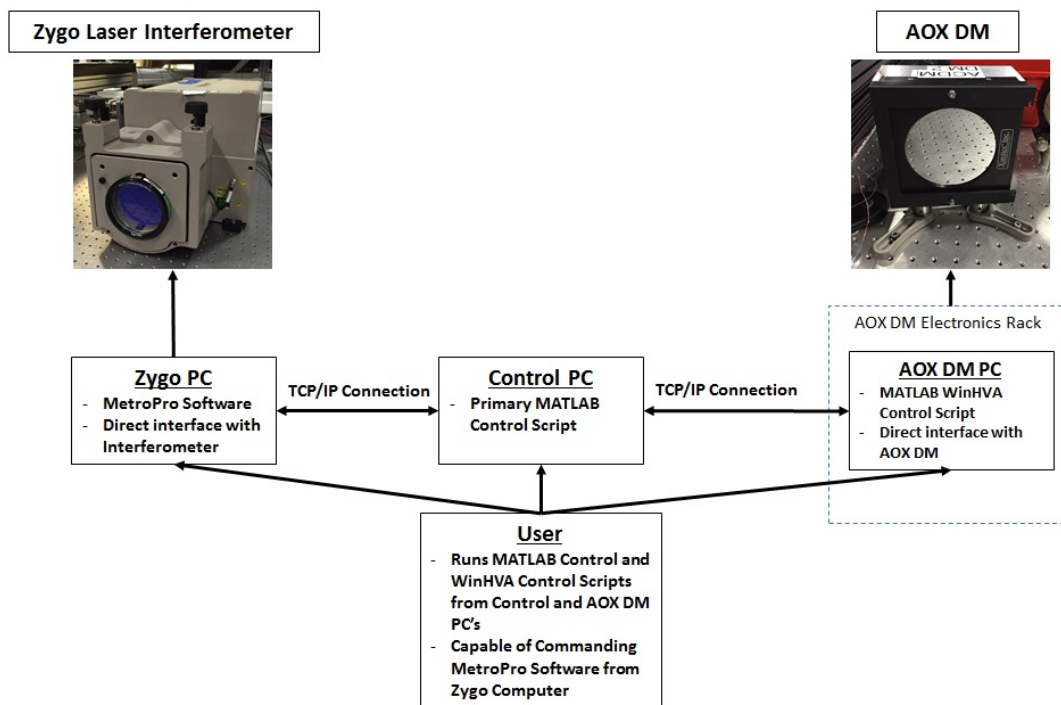 Zygo Laser Interferometer
AOX DM
AOX DM Electronics Rack
Zygo PC
- MetroPro Software
- Direct interface with
Interferometer
TCP/IP Connection
Control PC
- Primary MATLAB
Control Script
TCP/IP Connection
AOX DM PC
- MATLAB WinHVA
Control Script
- Direct interface with
AOX DM
User
- Runs MATLAB Control and
WinHVA Control Scripts
from Control and AOX DM
PC's
- Capable of Commanding
MetroPro Software from
Zygo Computer